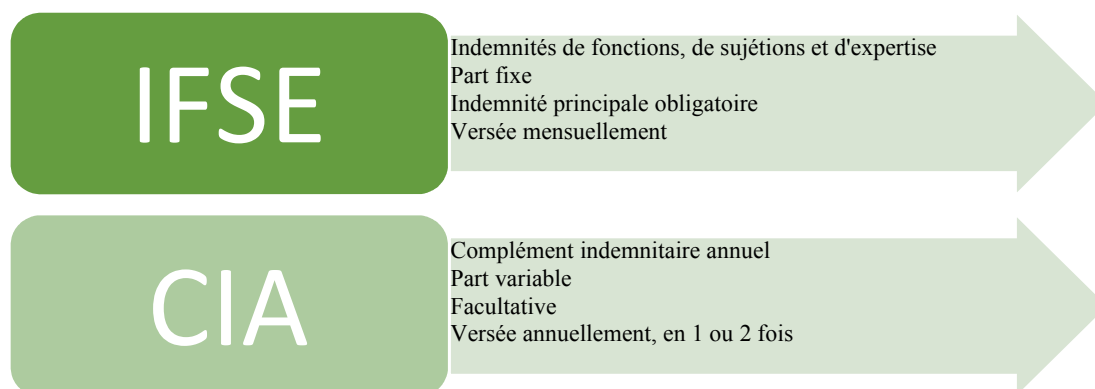 IFSE
Indemnités de fonctions, de sujétions et d'expertise
Part fixe
Indemnité principale obligatoire
Versée mensuellement
CIA
Complément indemnitaire annuel
Part variable
Facultative
Versée annuellement, en 1 ou 2 fois